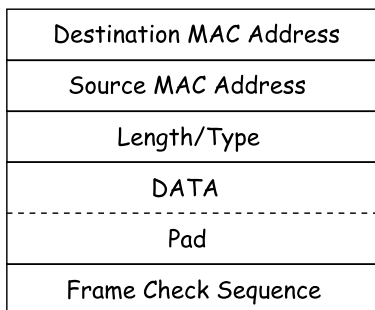 Destination MAC Address
Source MAC Address
Length/Type
DATA
Pad
Frame Check Sequence